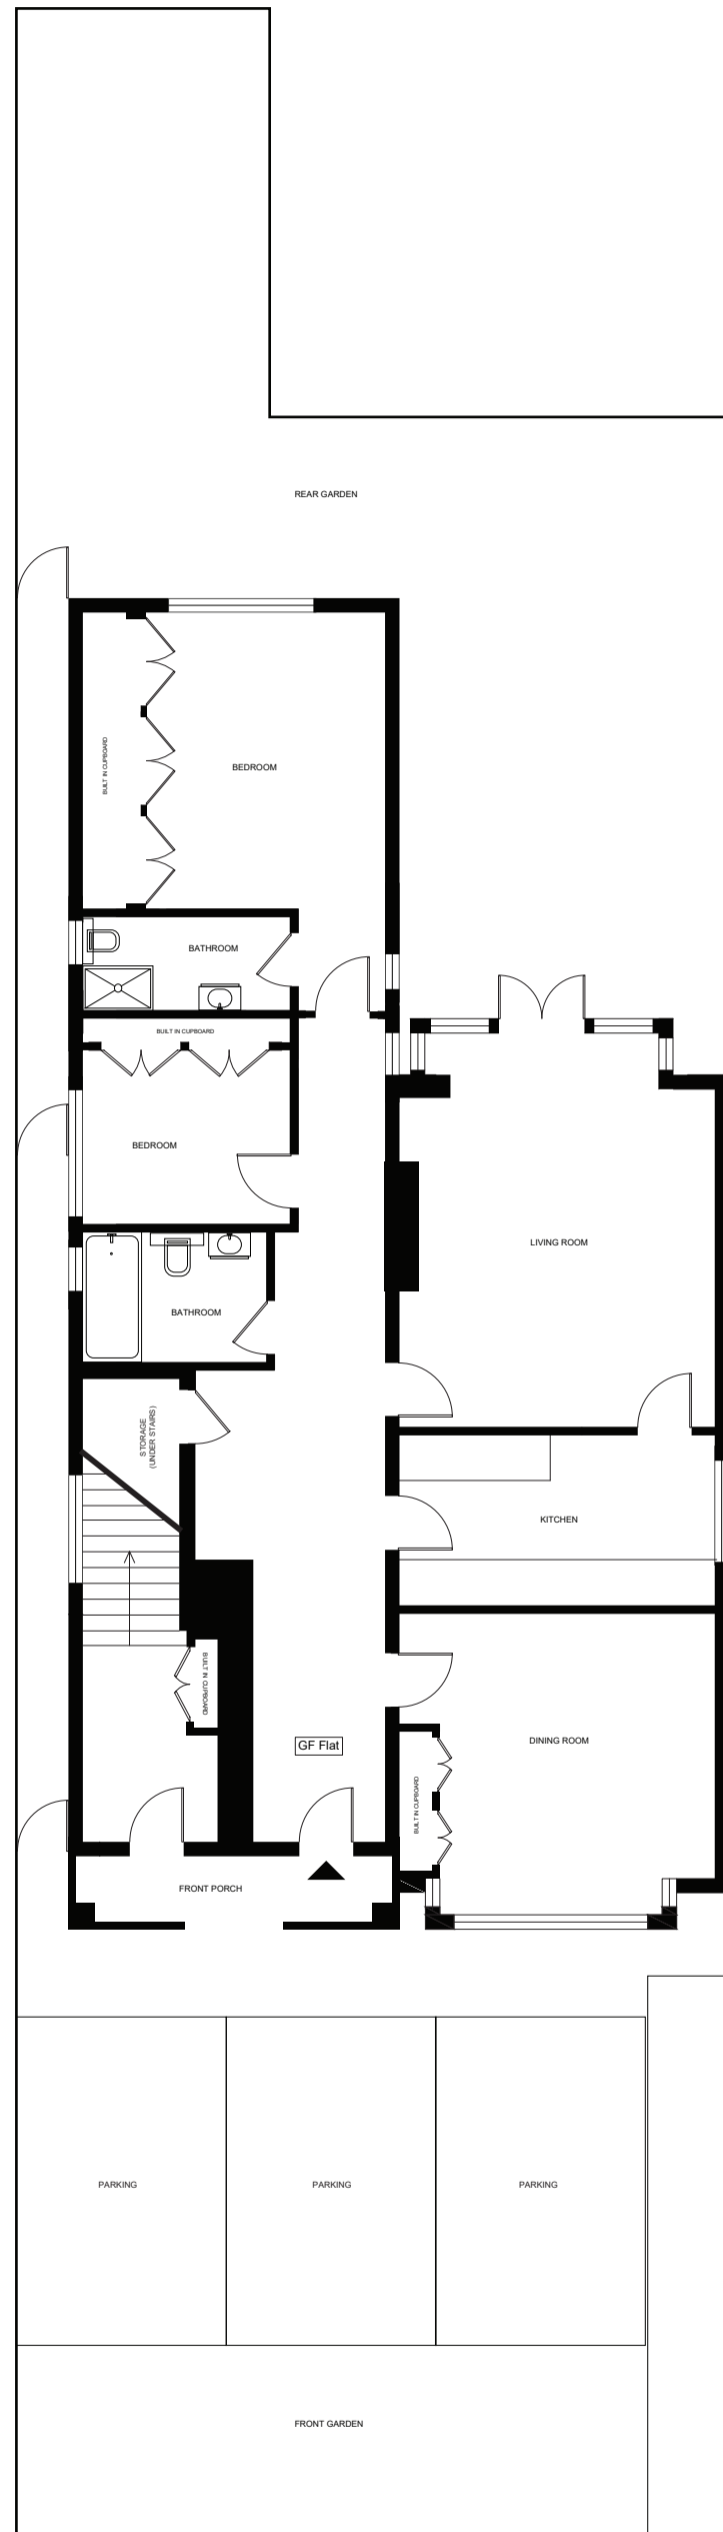 REAR GARDEN
BUILT IN CUPBOARD
BEDROOM
BATHROOM
BUILT IN CUPBOARD
BEDROOM
LIVING ROOM
BATHROOM
STORAGE
(UNDER STAIRS)
KITCHEN
BUILT IN CUPBOARD
GF Flat
DINING ROOM
BUILT IN CUPBOARD
FRONT PORCH
PARKING
PARKING
PARKING
FRONT GARDEN